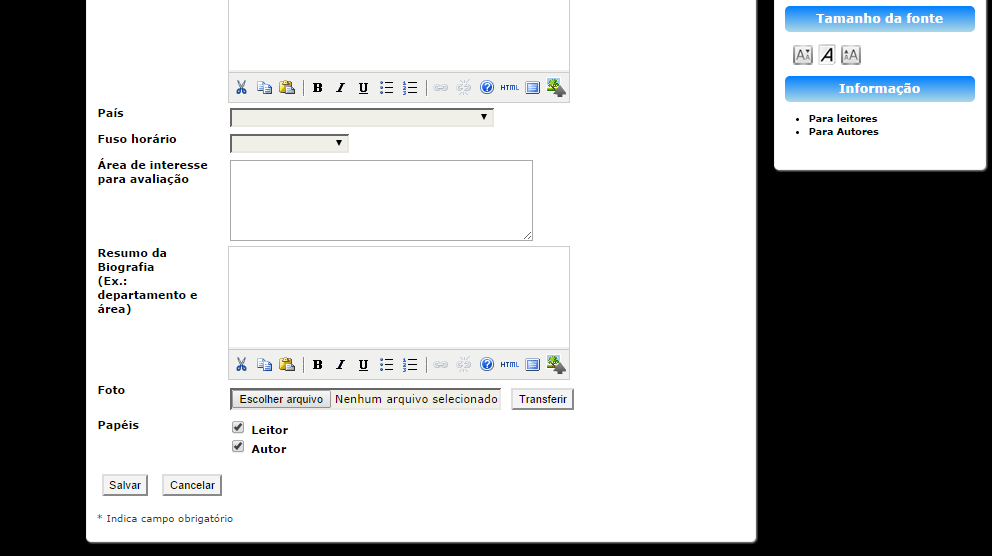 Tamanho da fonte
A A A
A
A A
Informação
Para leitores
Para Autores
B I U HTML
País
Fuso horário
Área de interesse
para avaliação
Resumo da
Biografia
(Ex.:
departamento e
área)
B I U HTML
Foto
Escolher arquivo Nenhum arquivo selecionado Transferir
Papéis
Leitor
Autor
Salvar Cancelar
* Indica campo obrigatório